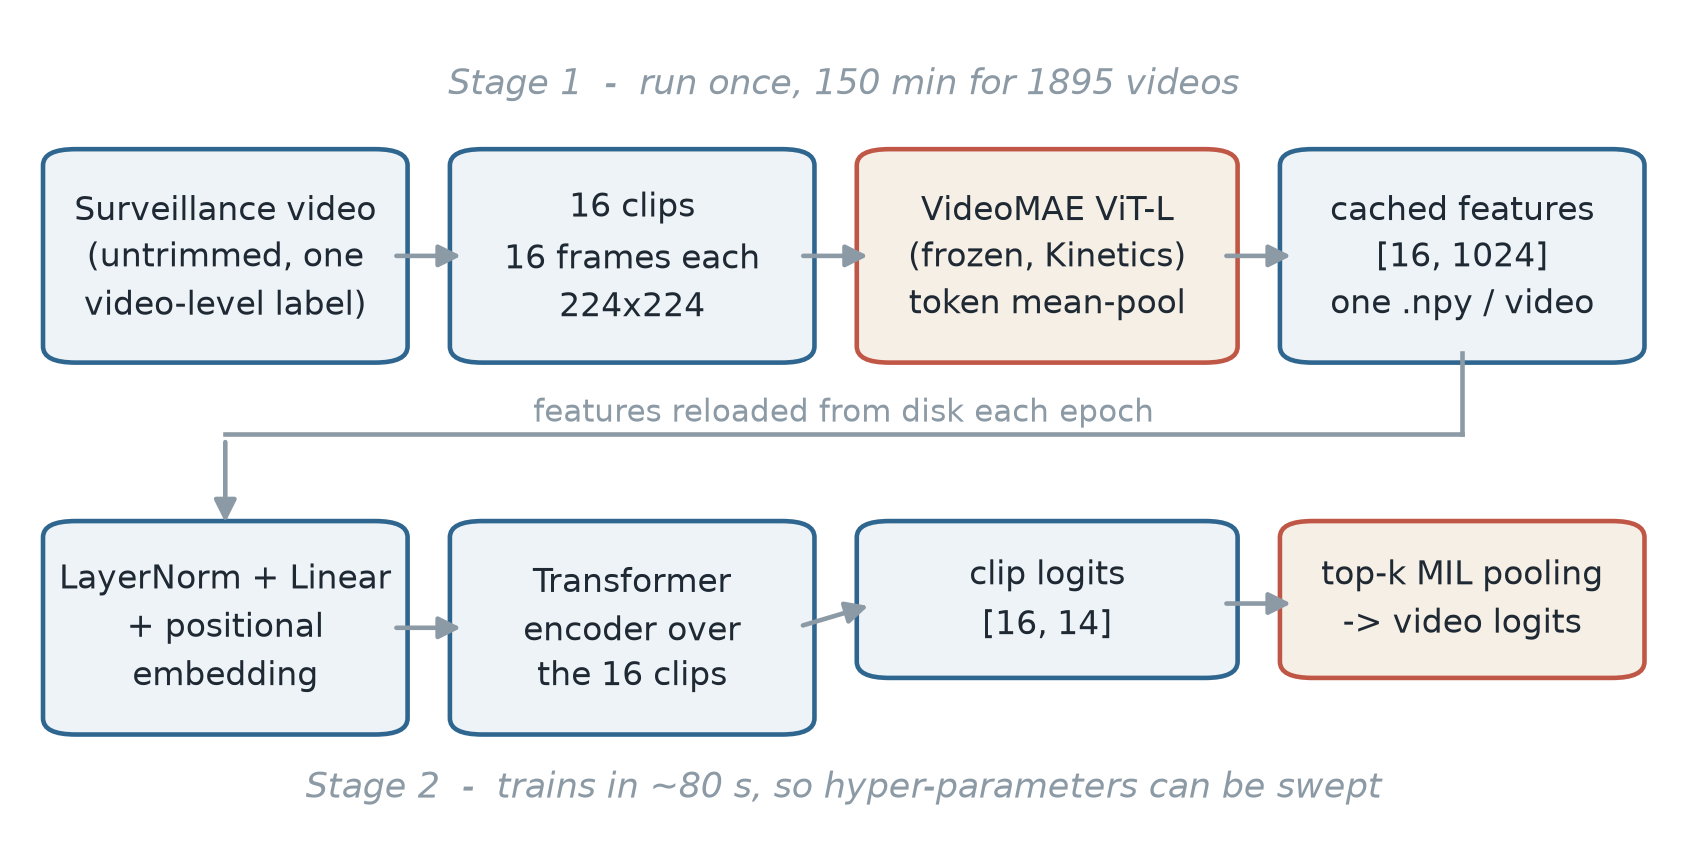 Stage 1 - run once, 150 min for 1895 videos
Surveillance video
(untrimmed, one
video-level label)
16 clips
16 frames each
224x224
VideoMAE ViT-L
(frozen, Kinetics)
token mean-pool
cached features
[16, 1024]
one .npy / video
features reloaded from disk each epoch
LayerNorm + Linear
+ positional
embedding
Transformer
encoder over
the 16 clips
clip logits
[16, 14]
top-k MIL pooling
-> video logits
Stage 2 - trains in ~80 s, so hyper-parameters can be swept